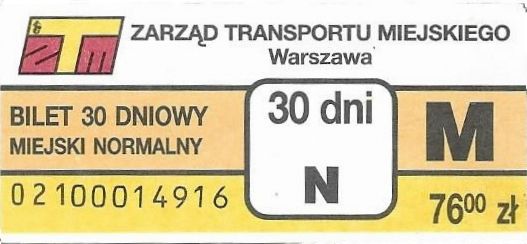 ZTM
ZARZĄD TRANSPORTU MIEJSKIEGO
Warszawa
BILET 30 DNIOWY
MIEJSKI NORMALNY
30 dni
N
M
02100014916
7600 zł